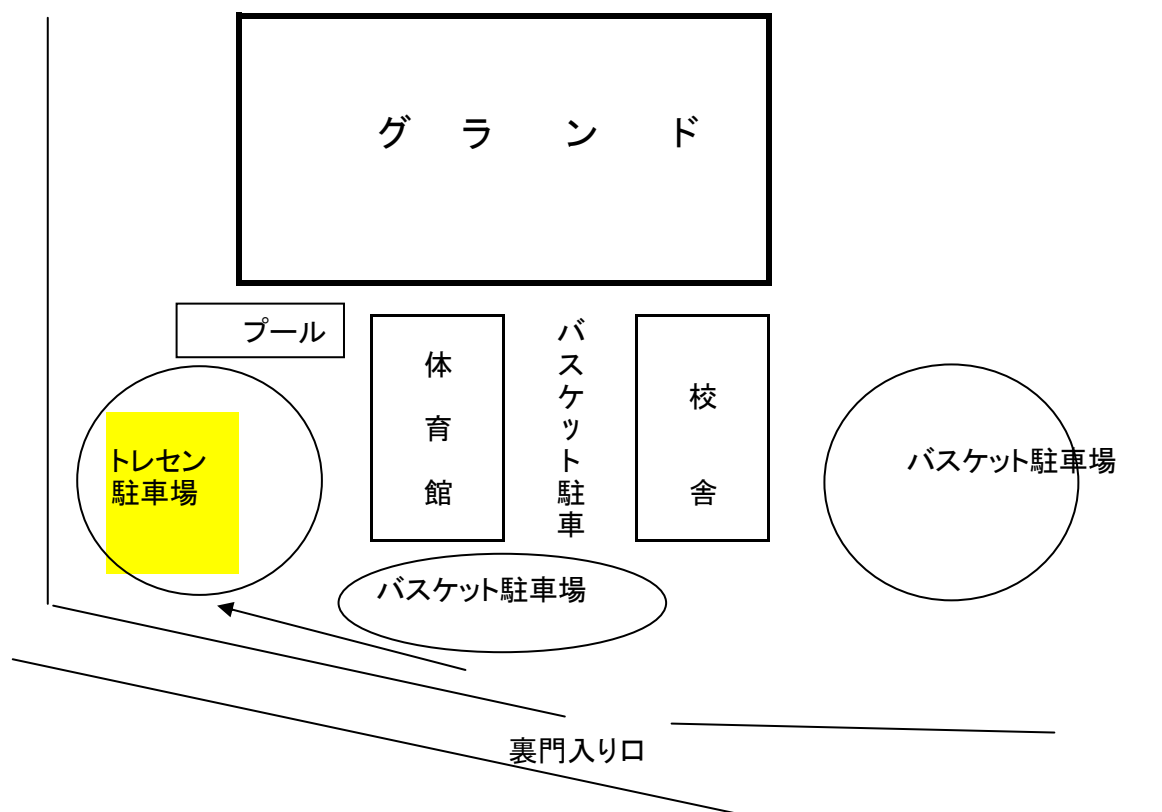 グランド
プール
体育館
バスケット駐車
校舎
トレセン
駐車場
バスケット駐車場
バスケット駐車場
裏門入り口